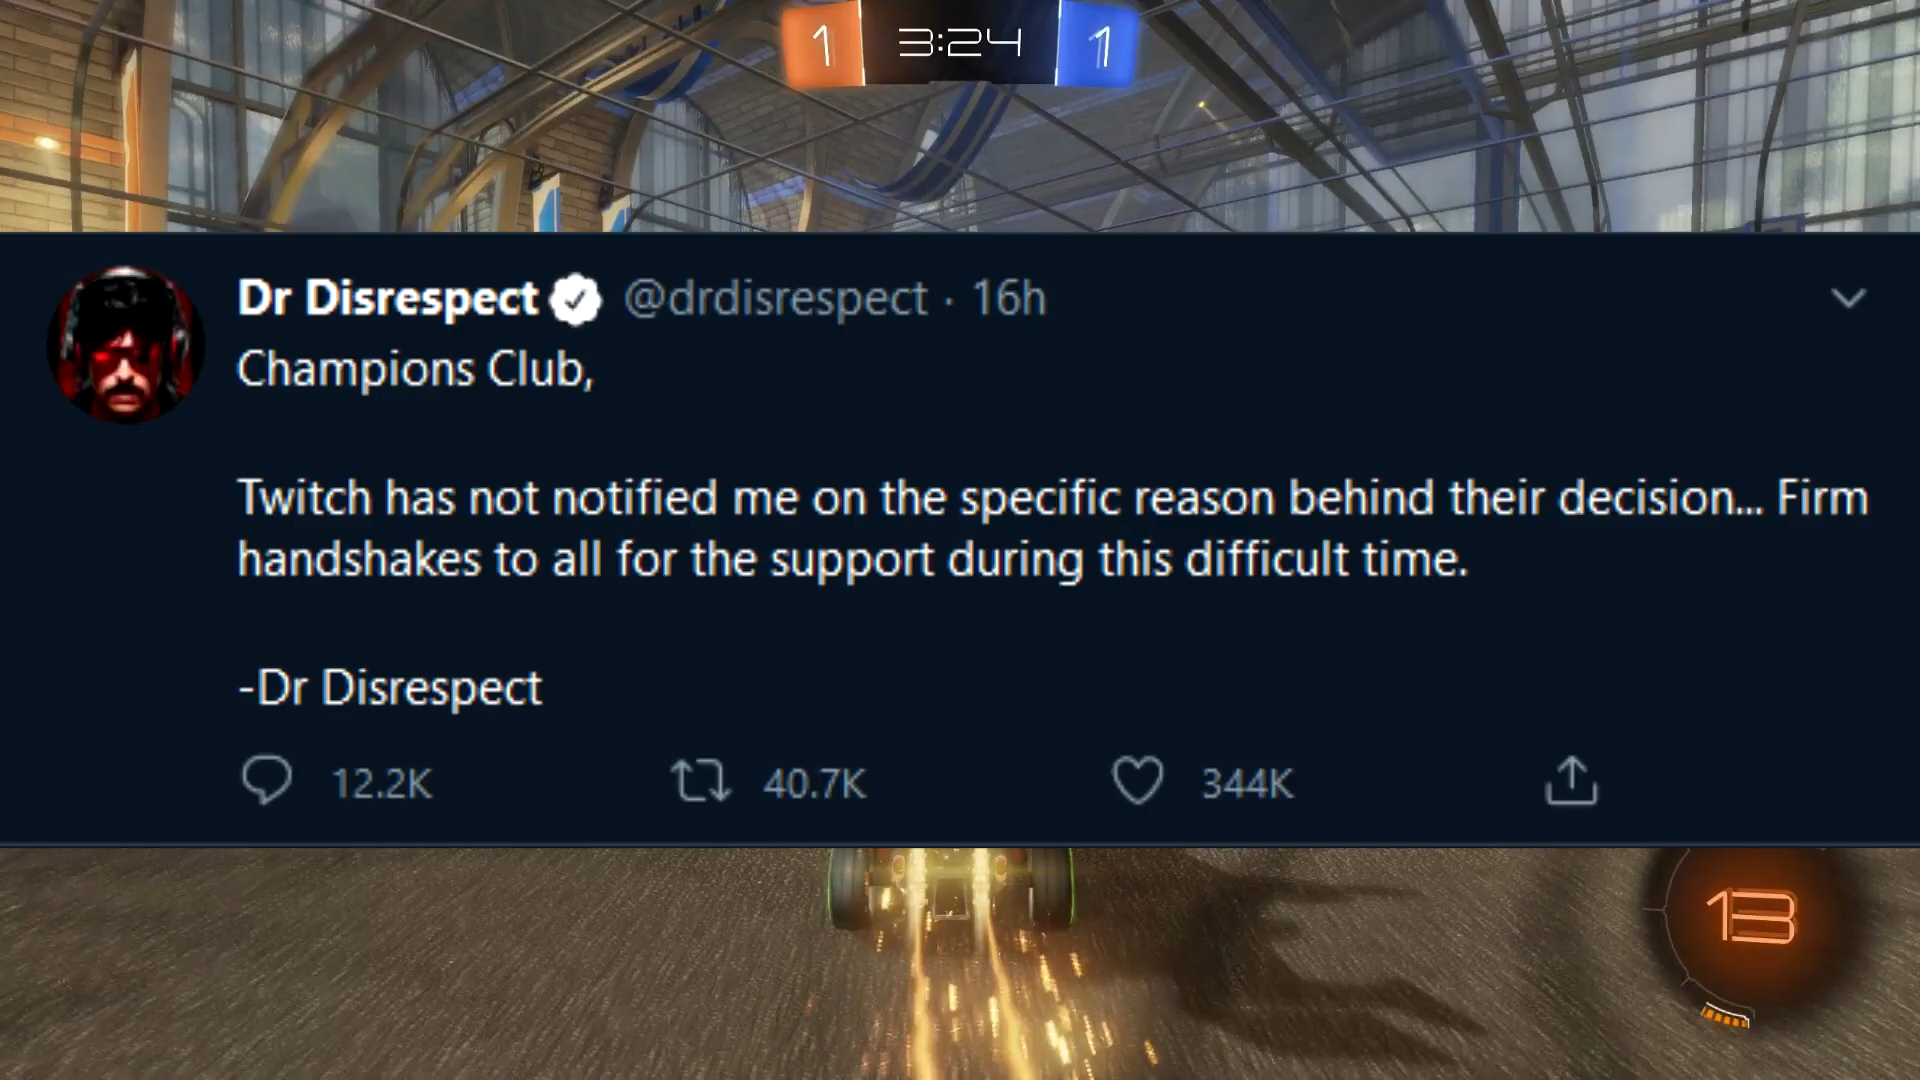 1 3:24 1
Dr Disrespect @drdisrespect · 16h
Champions Club,
Twitch has not notified me on the specific reason behind their decision... Firm
handshakes to all for the support during this difficult time.
-Dr Disrespect
12.2K 40.7K 344K
13